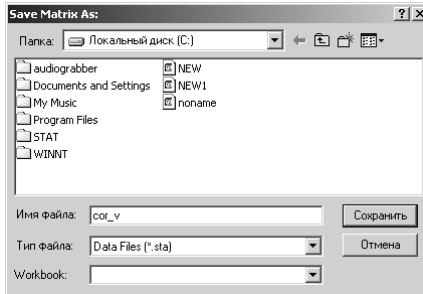 Save Matrix As:
Папка: Локальный диск (C:)
audiograbber
Documents and Settings
My Music
Program Files
STAT
WINNT
NEW
NEW1
noname
Имя файла: cor_v Сохранить
Тип файла: Data Files (*.sta) Отмена
Workbook: